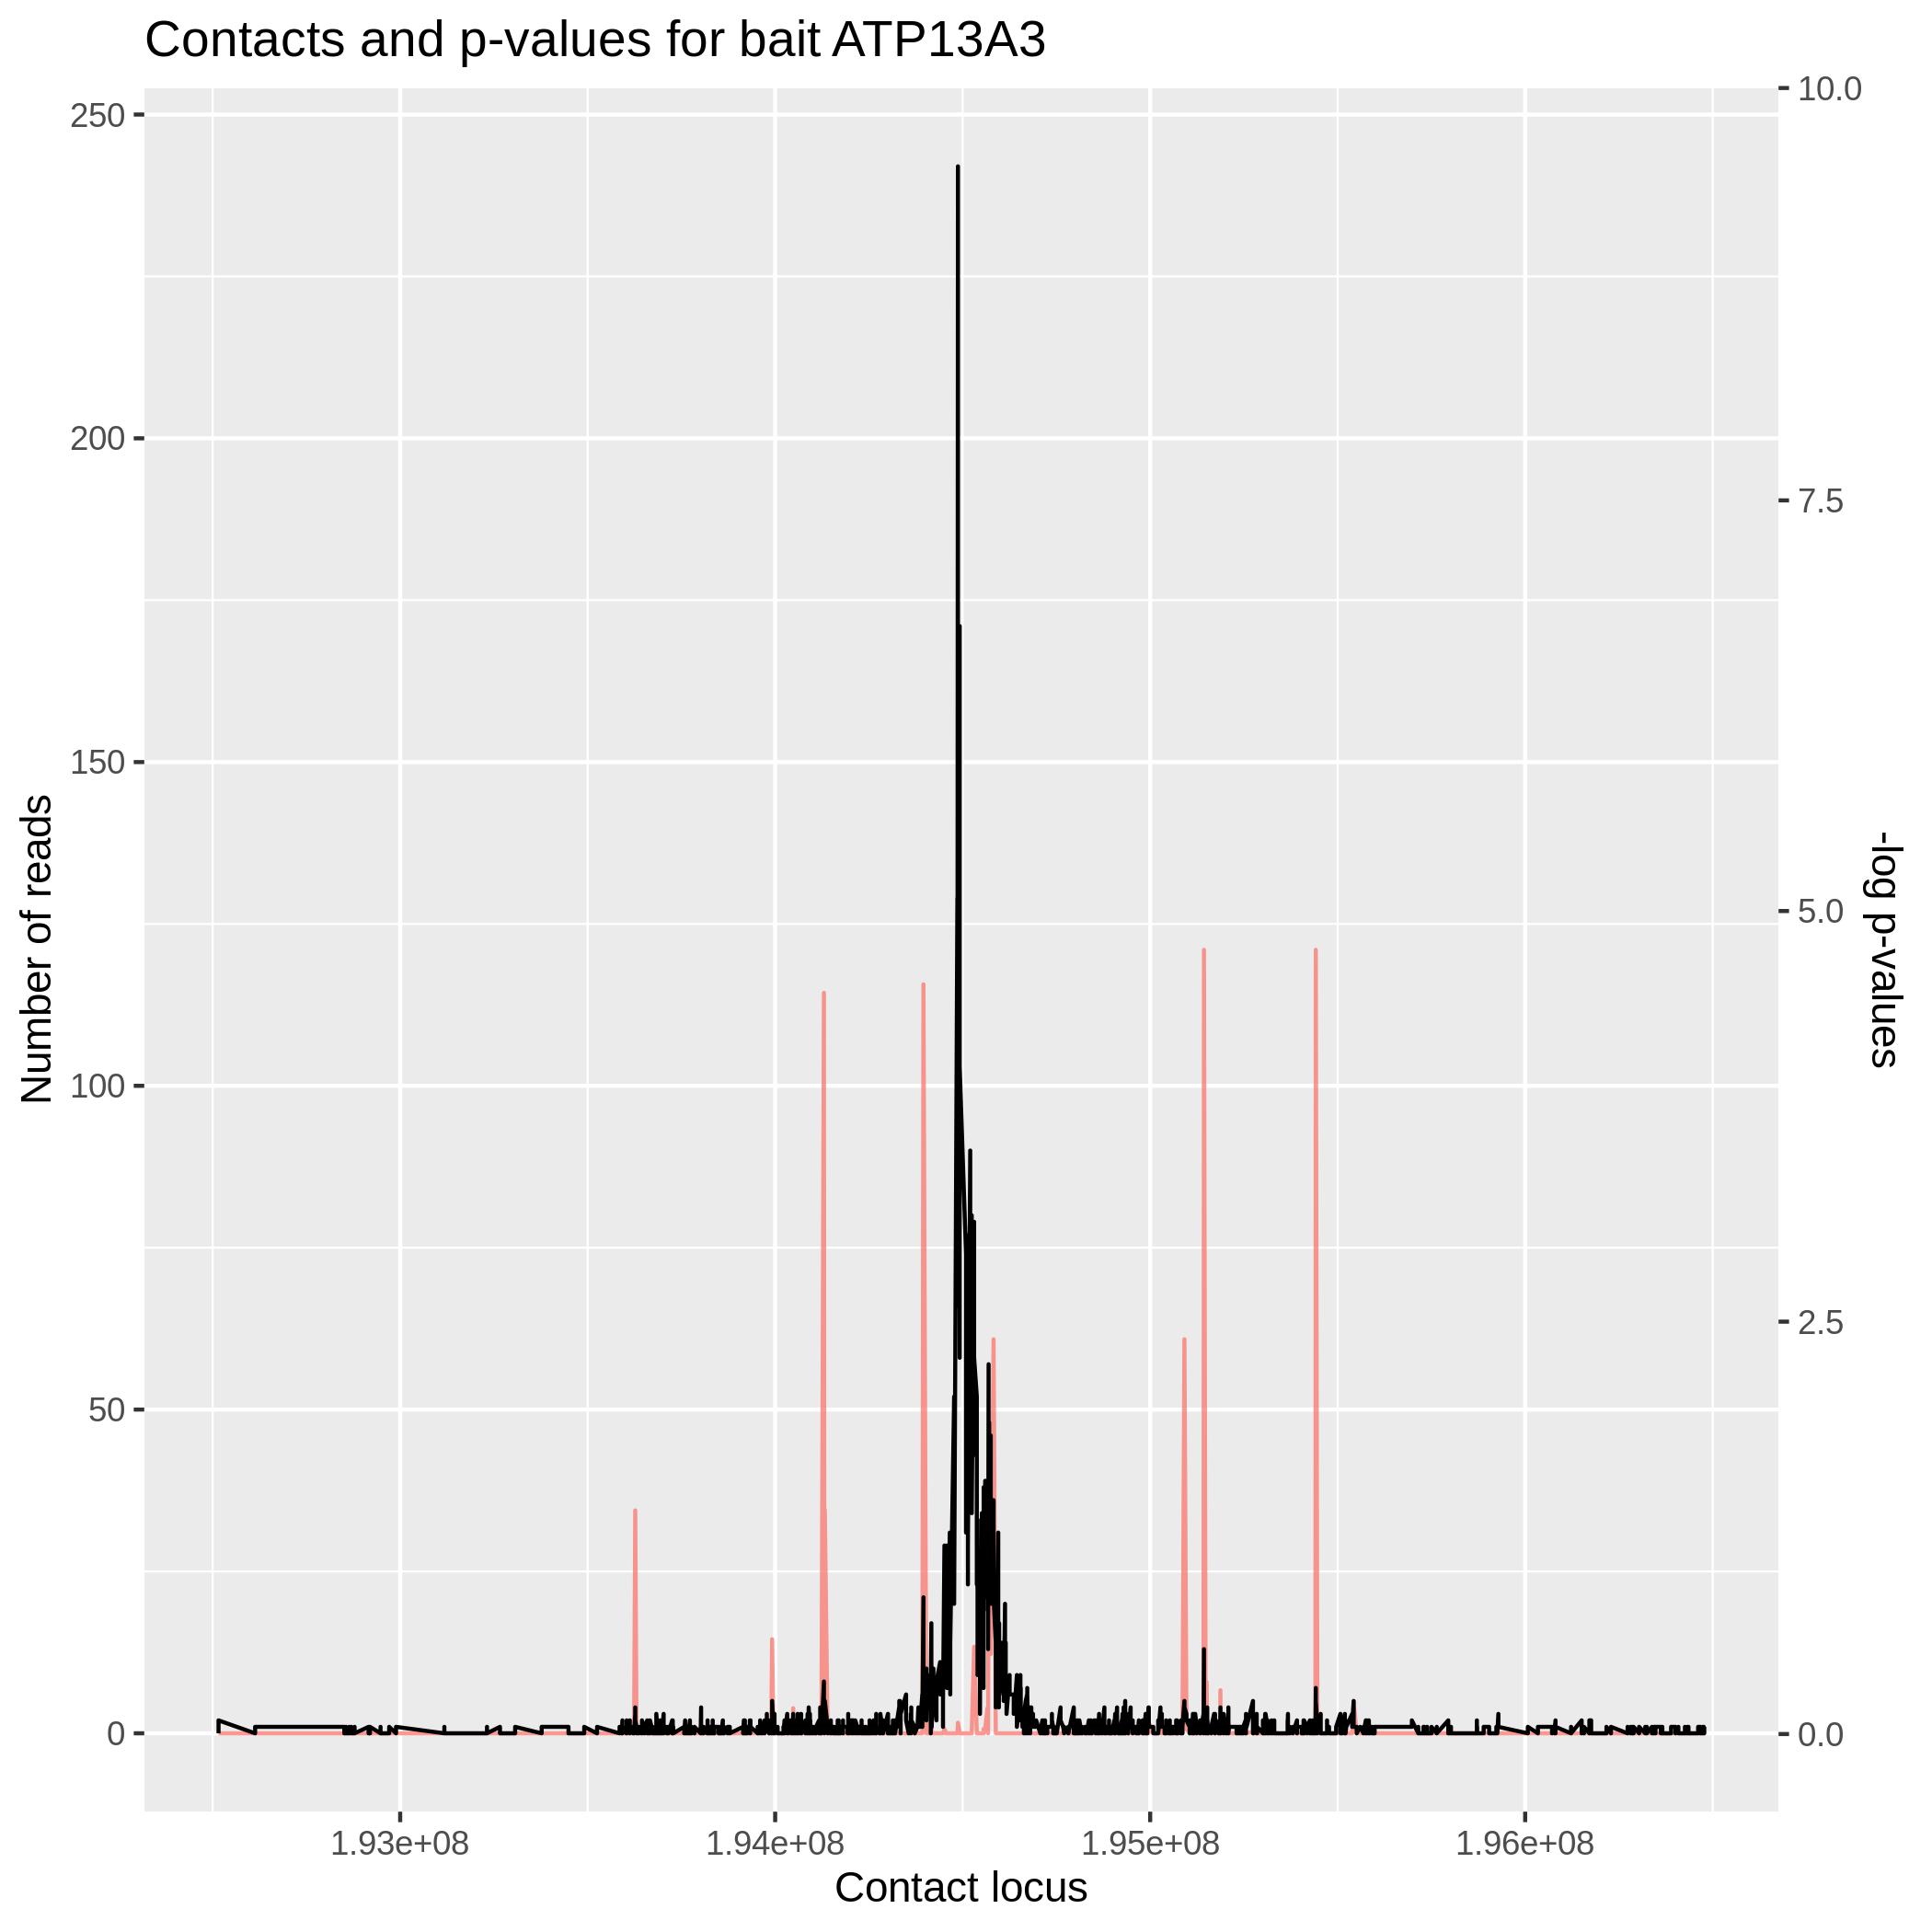 Contacts and p-values for bait ATP13A3
250
200
150
100
50
0
Number of reads
10.0
7.5
5.0
2.5
0.0
-log p-values
1.93e+08
1.94e+08
1.95e+08
1.96e+08
Contact locus